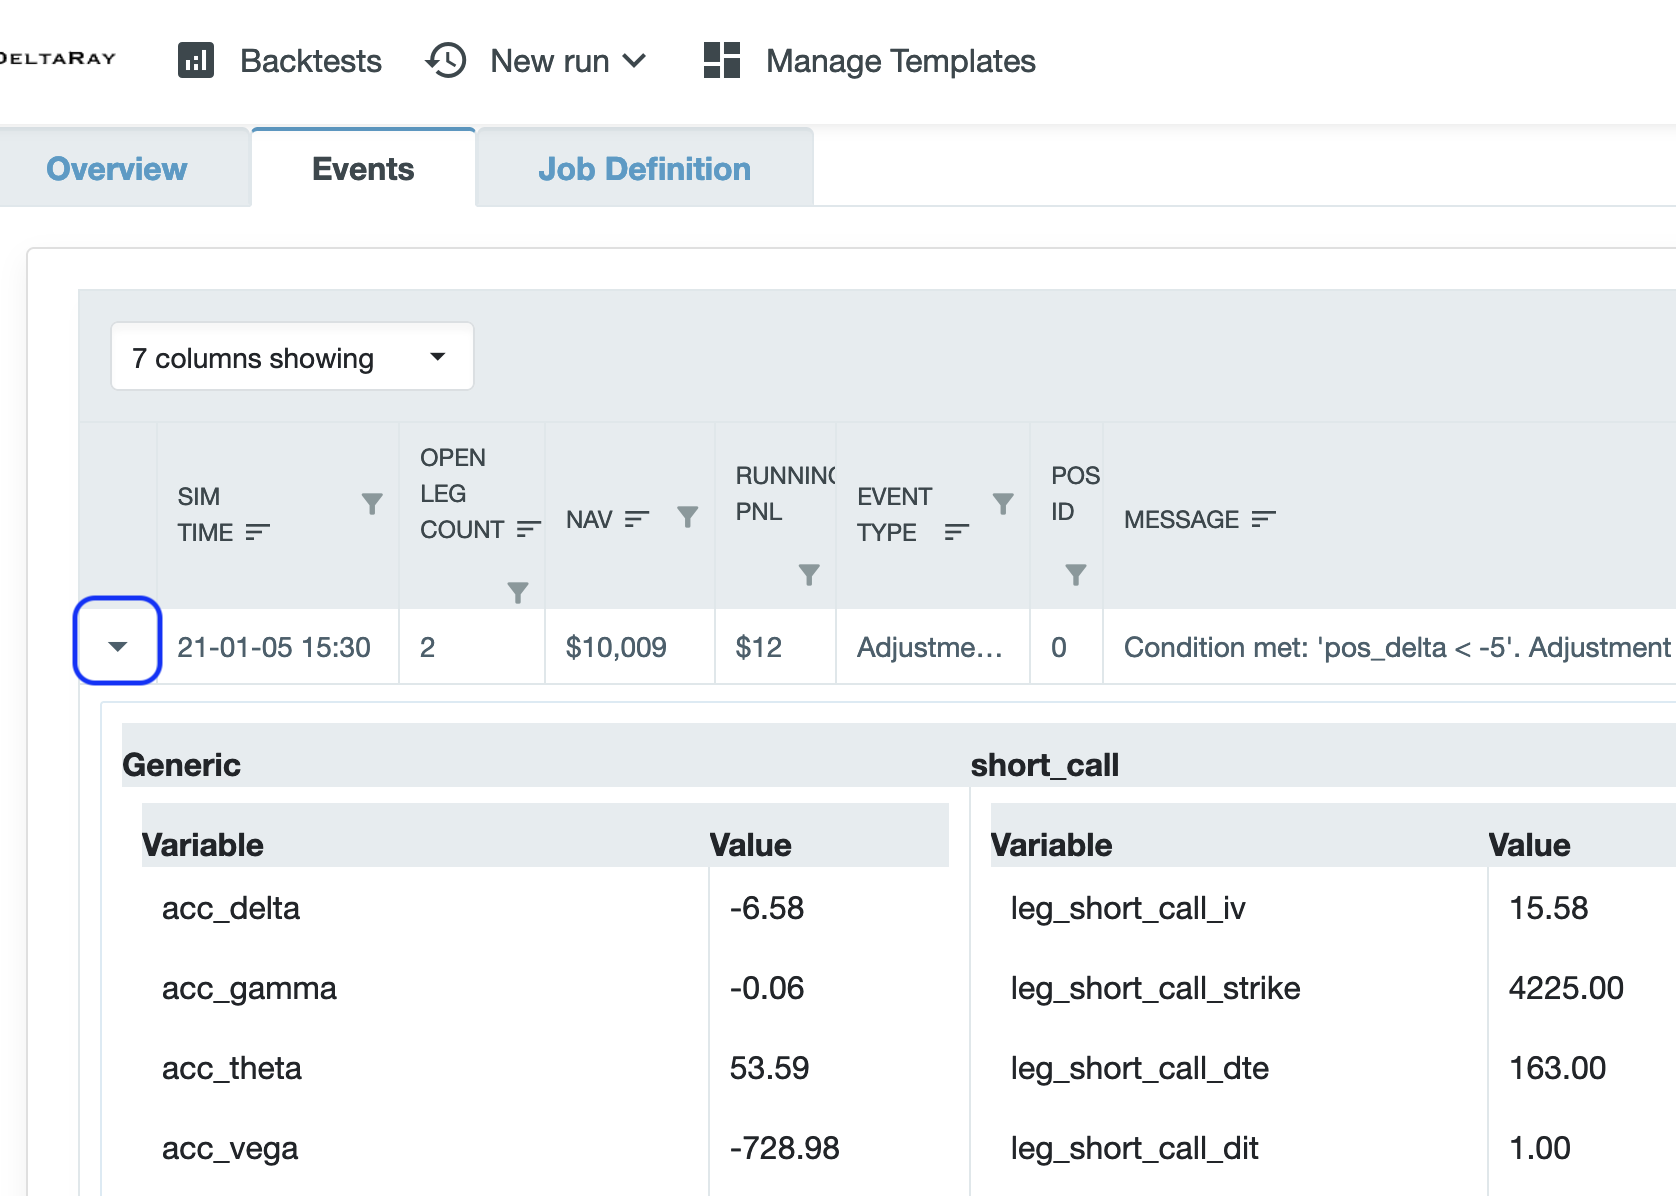 DELTARAY
Backtests New run Manage Templates
Overview Events Job Definition
7 columns showing
SIM
TIME
OPEN
LEG
COUNT
NAV
RUNNING
PNL
EVENT
TYPE
POS
ID
MESSAGE
21-01-05 15:30 2 $10,009 $12 Adjustme... 0 Condition met: 'pos_delta < -5'. Adjustment
Generic short_call
Variable Value Variable Value
acc_delta -6.58 leg_short_call_iv 15.58
acc_gamma -0.06 leg_short_call_strike 4225.00
acc_theta 53.59 leg_short_call_dte 163.00
acc_vega -728.98 leg_short_call_dit 1.00